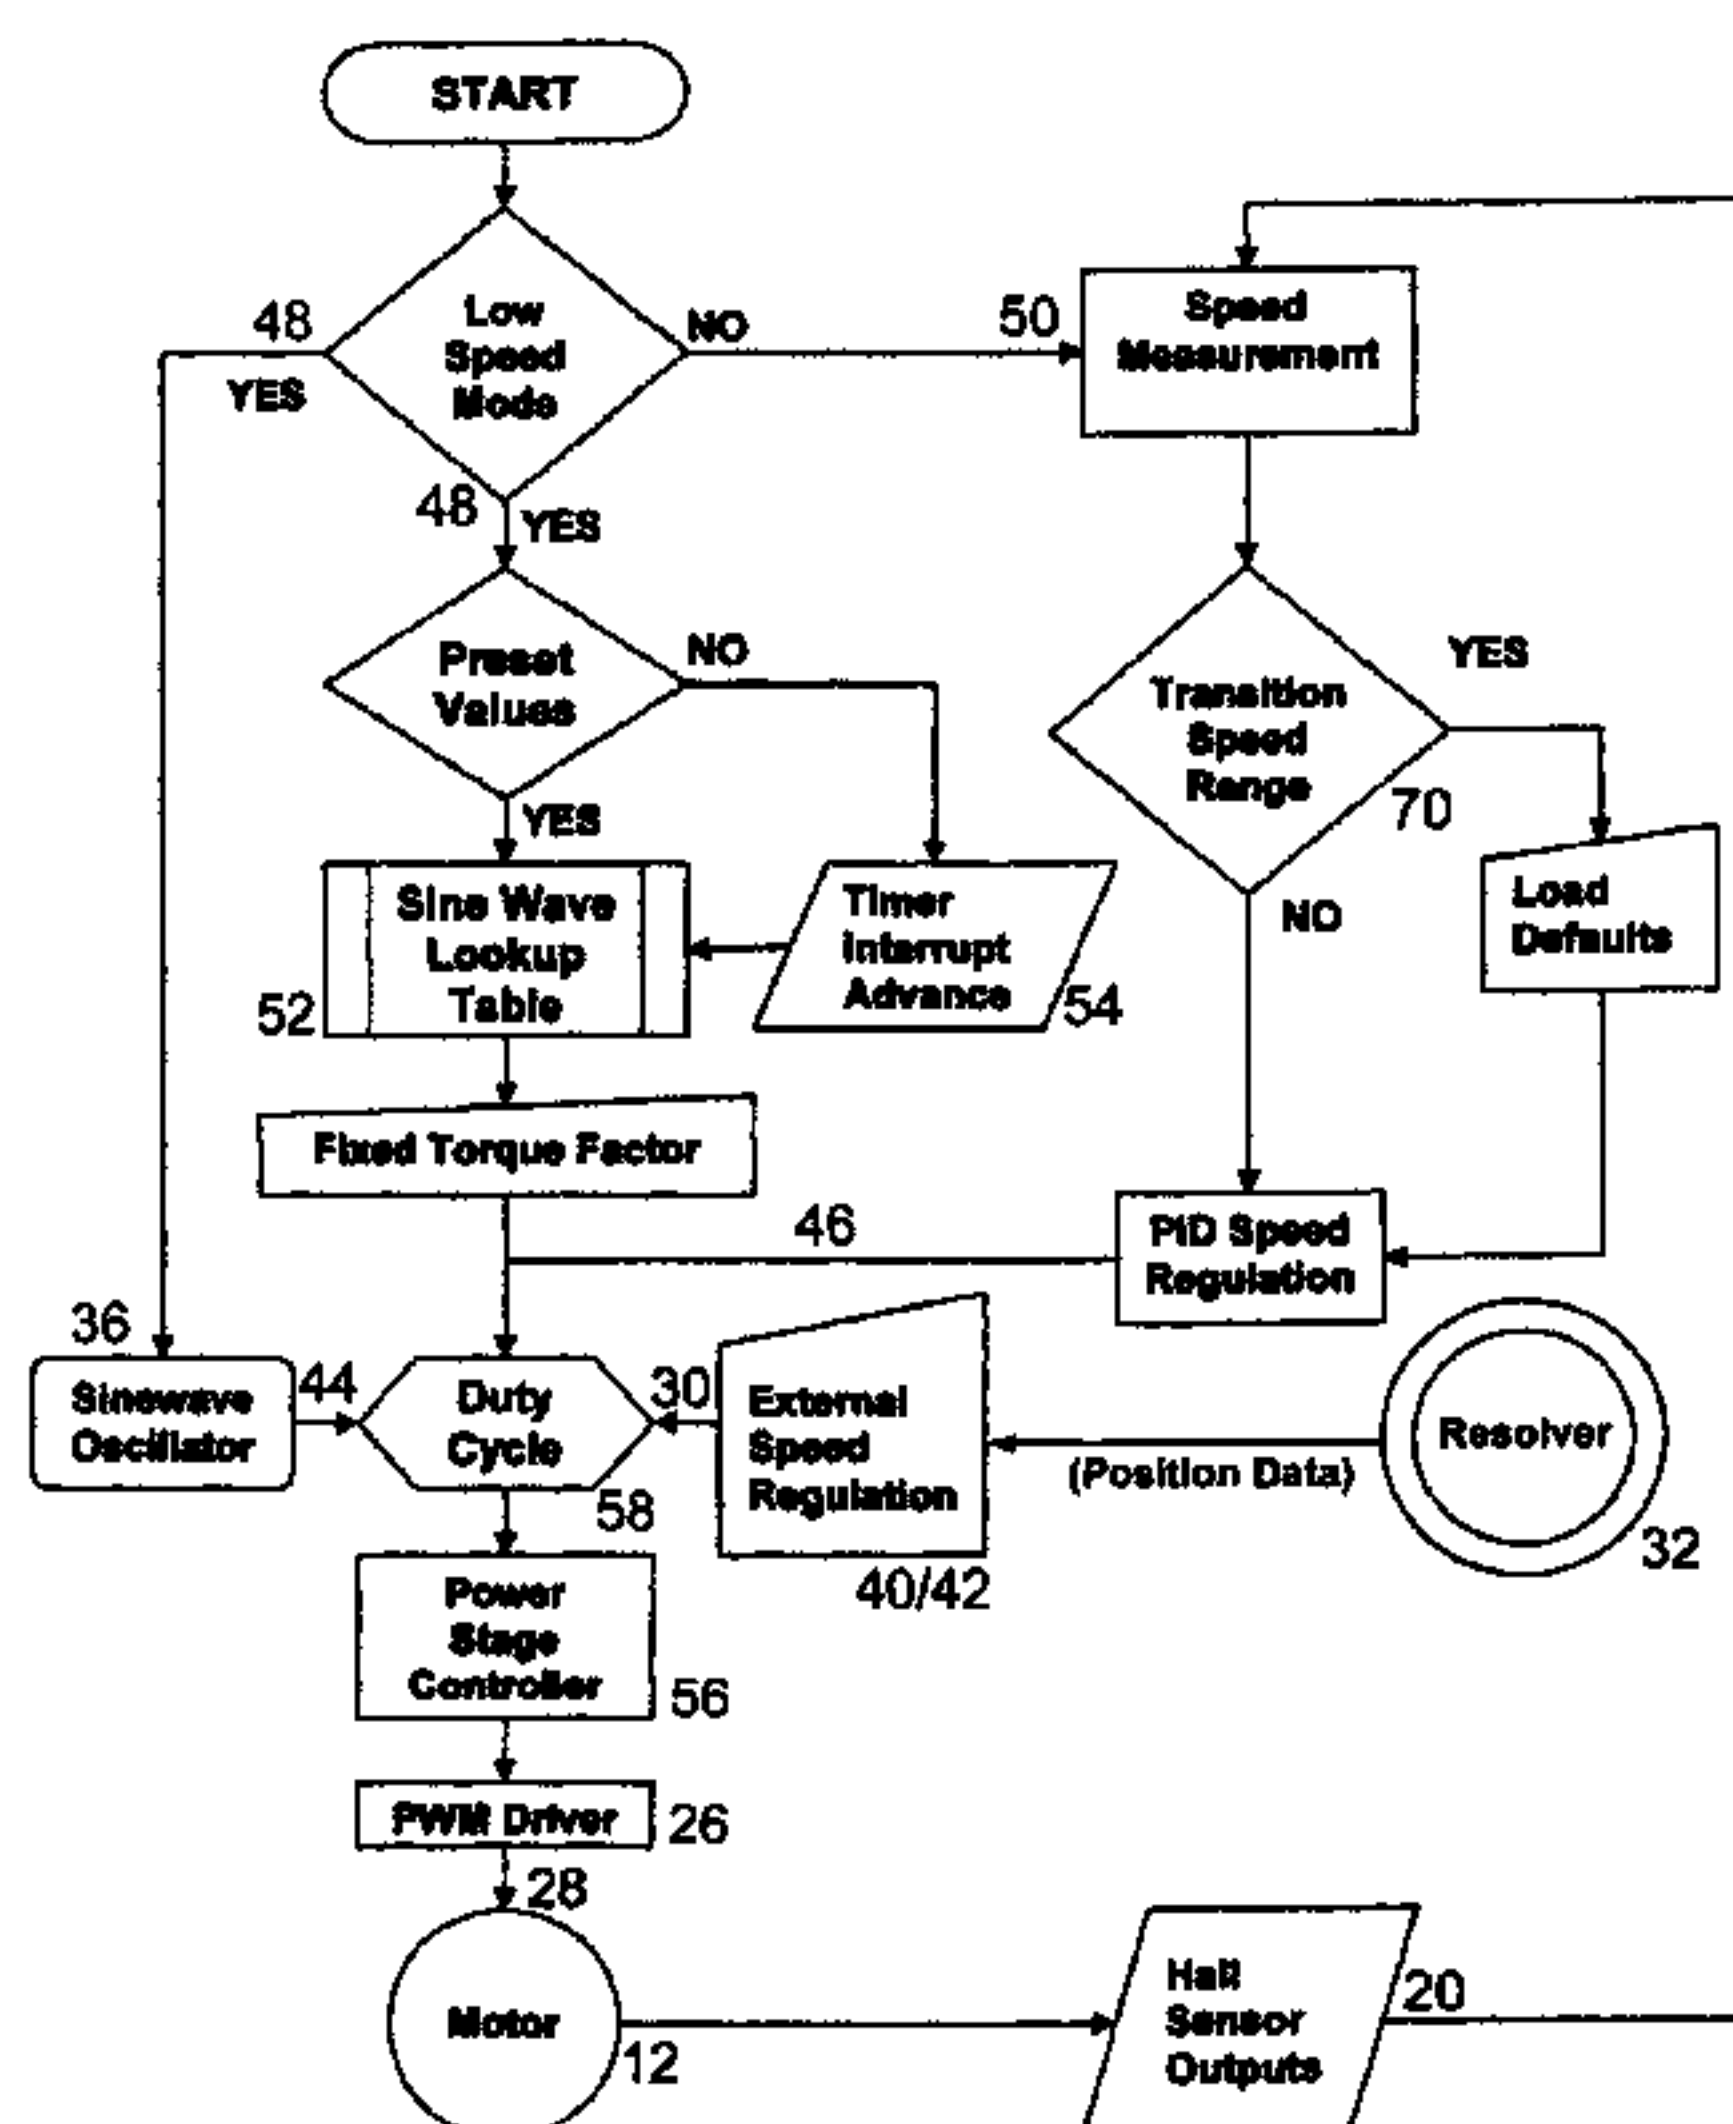 START
Low
Speed
Mode
48
YES
NO
50
Speed
Measurement
48
YES
Preset
Values
NO
YES
Transition
Speed
Range
YES
70
NO
Load
Defaults
Sine Wave
Lookup
Table
52
Timer
Interrupt
Advance
54
Fixed Torque Factor
46
PID Speed
Regulation
36
Sinewave
Oscillator
44
Duty
Cycle
58
30
External
Speed
Regulation
40/42
(Position Data)
Resolver
32
Power
Stage
Controller
56
PWM Driver
26
28
Motor
12
Hall
Sensor
Outputs
20